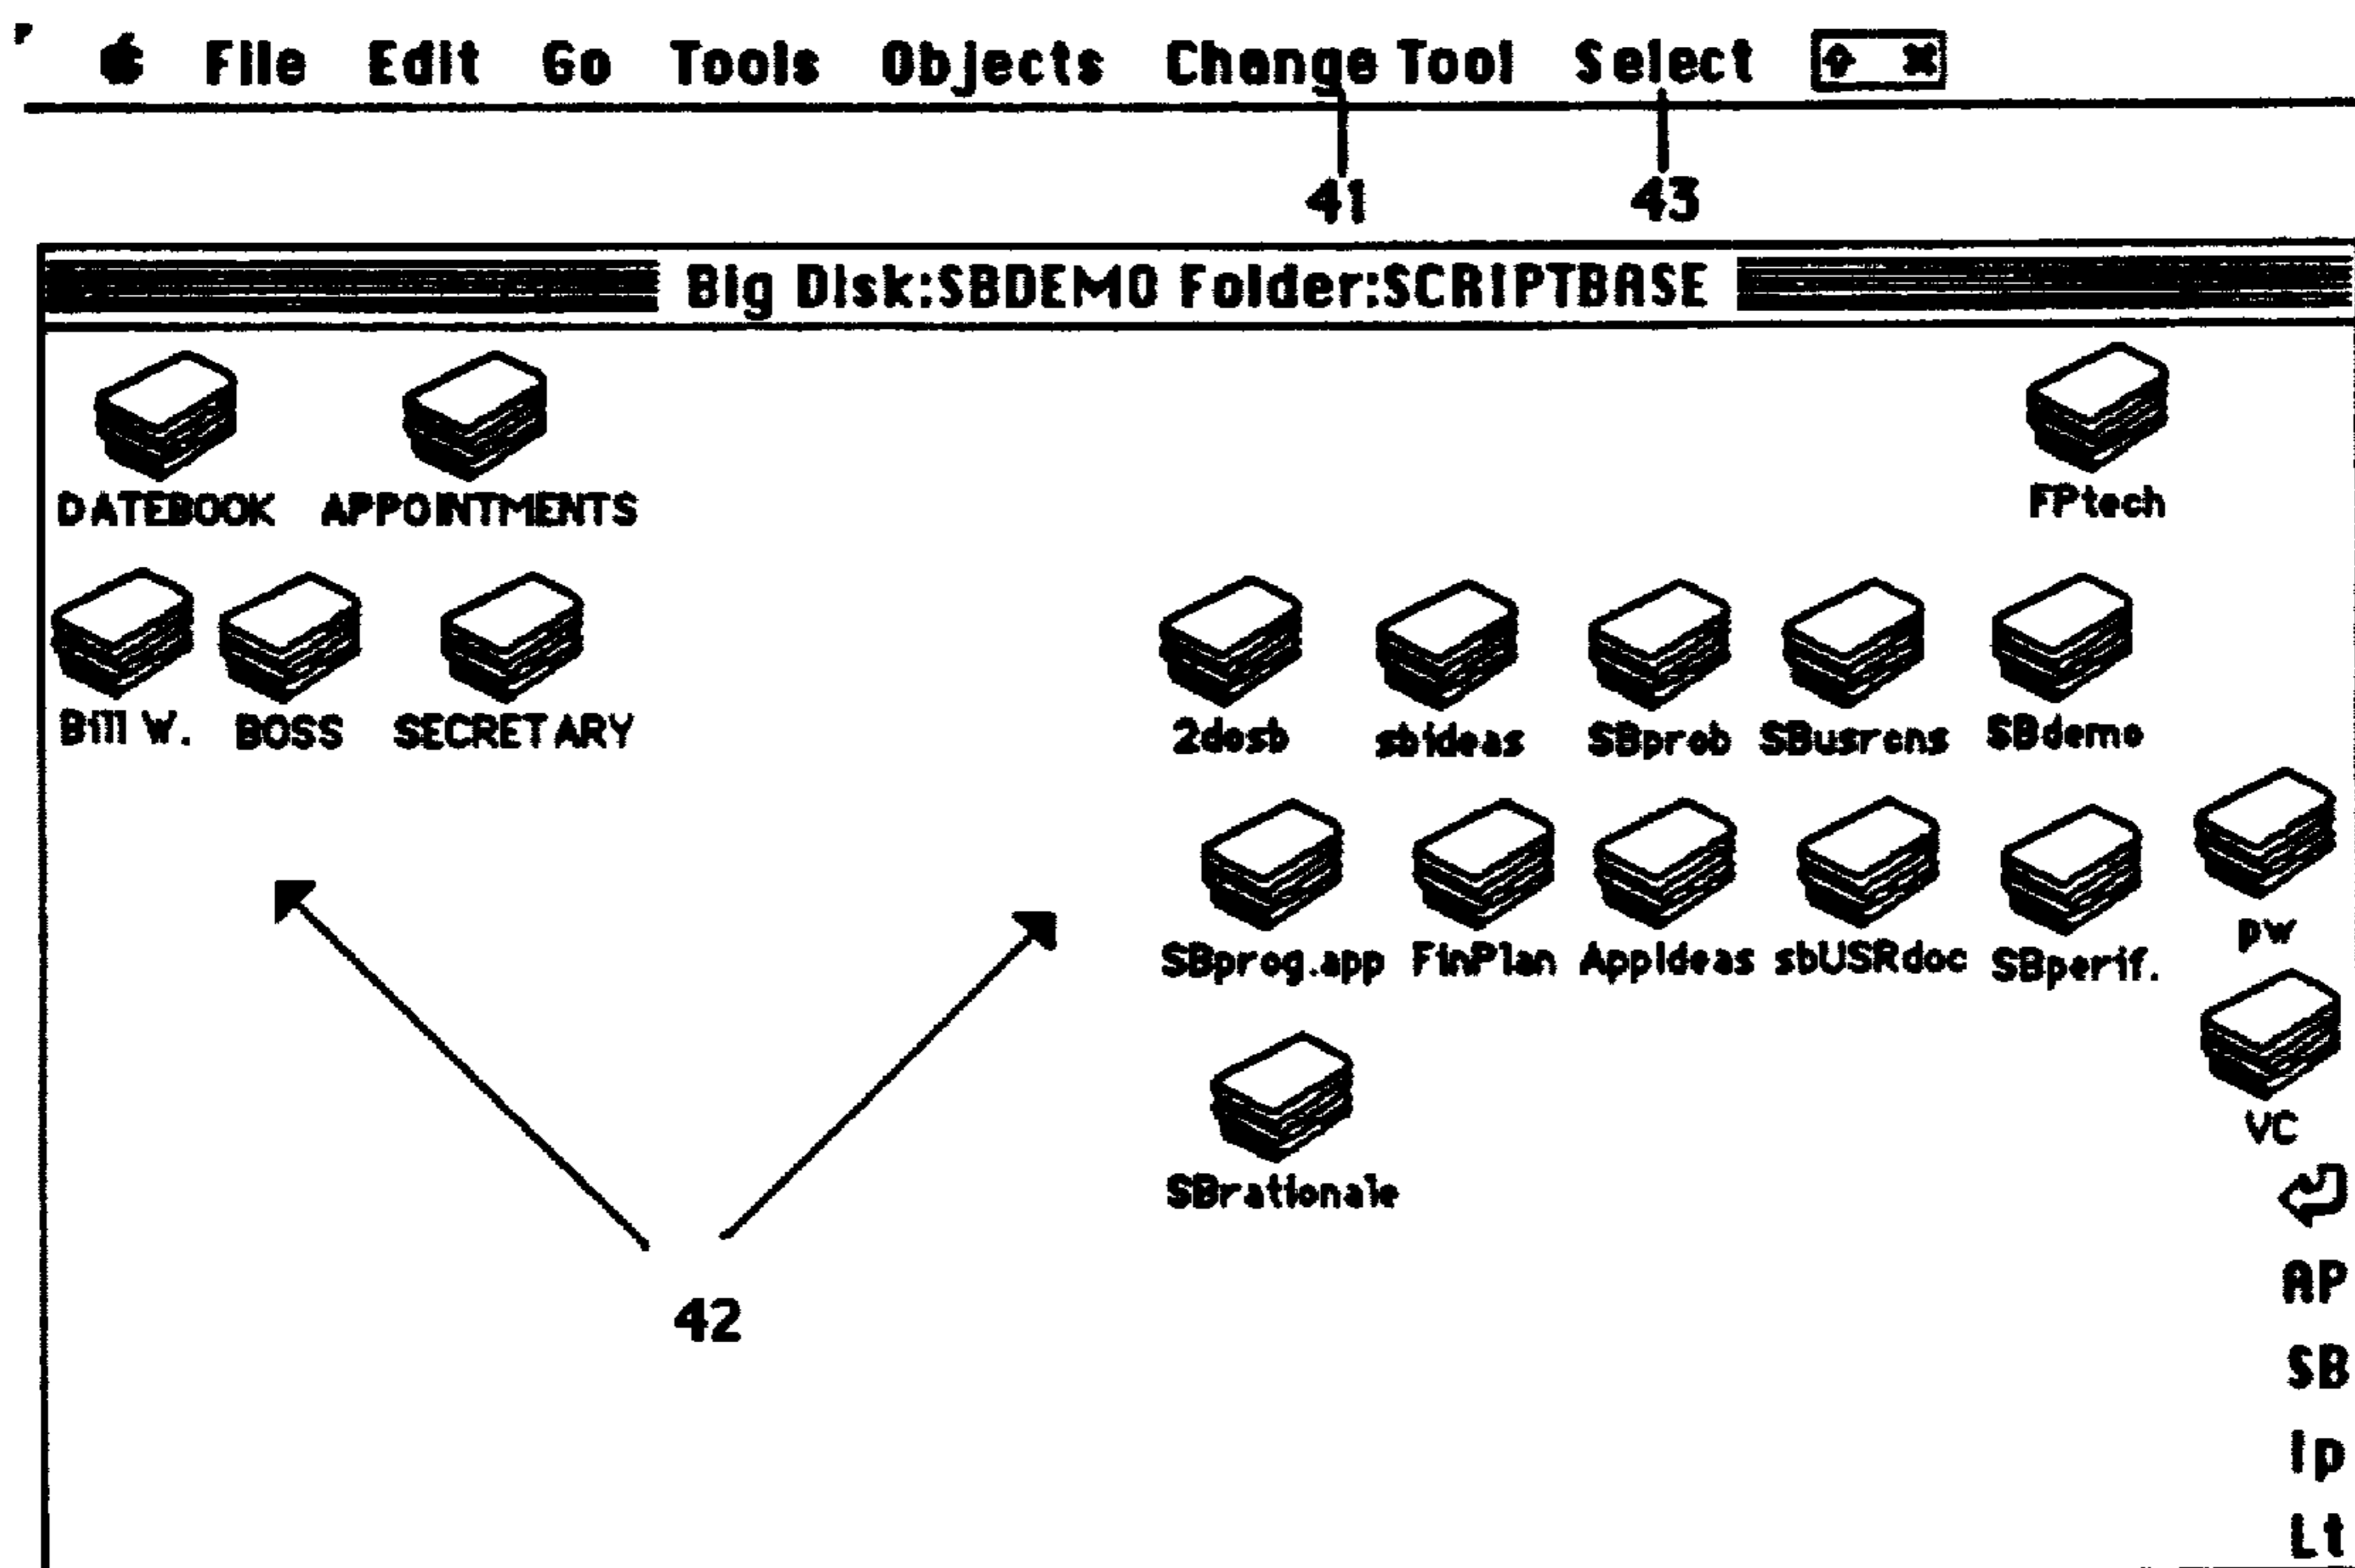 File Edit Go Tools Objects Change Tool Select
41 43
Big Disk:SBDEMO Folder:SCRIPTBASE
DATEBOOK APPOINTMENTS FPtech
Bill W. BOSS SECRETARY 2dosb sbideas SBprob SBusrcns SBdemo
SBprog.app FinPlan AppIdeas sbUSRdoc SBperif. pw
VC
SBrationale
AP
42
SB
Ip
Lt